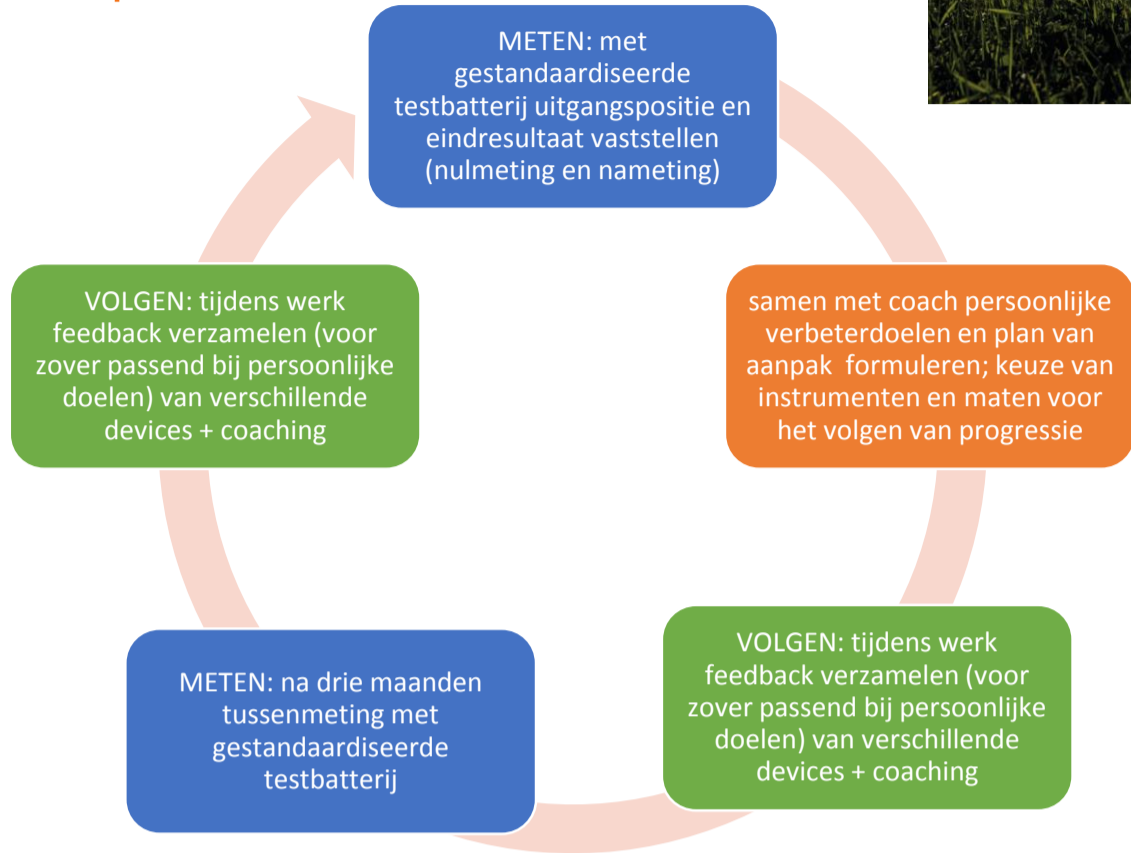 METEN: met
gestandaardiseerde
testbatterij uitgangspositie en
eindresultaat vaststellen
(nulmeting en nameting)
samen met coach persoonlijke
verbeterdoelen en plan van
aanpak formuleren; keuze van
instrumenten en maten voor
het volgen van progressie
VOLGEN: tijdens werk
feedback verzamelen (voor
zover passend bij persoonlijke
doelen) van verschillende
devices + coaching
METEN: na drie maanden
tussenmeting met
gestandaardiseerde
testbatterij
VOLGEN: tijdens werk
feedback verzamelen (voor
zover passend bij persoonlijke
doelen) van verschillende
devices + coaching